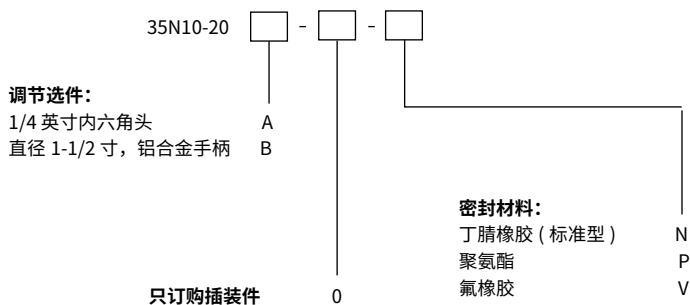 35N10-20 - -
调节选件：
1/4 英寸内六角头 A
直径 1-1/2 寸，铝合金手柄 B
密封材料：
丁腈橡胶 ( 标准型 ) N
聚氨酯 P
氟橡胶 V
只订购插装件 0